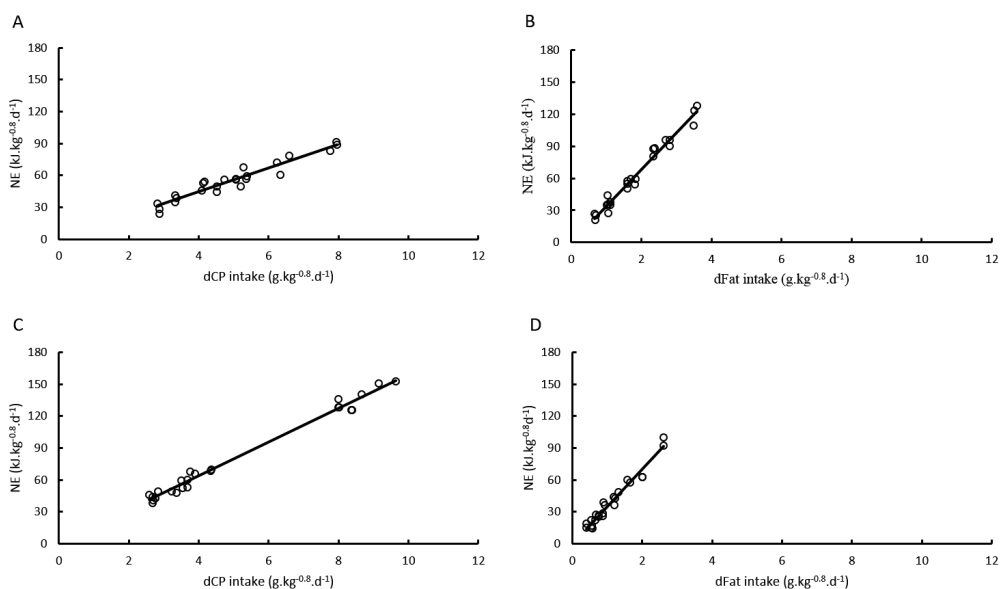 A
180
150
120
90
60
30
0
NE (kJ.kg⁻⁰·⁸.d⁻¹)
0 2 4 6 8 10 12
dCP intake (g.kg⁻⁰·⁸.d⁻¹)
B
180
150
120
90
60
30
0
NE (kJ.kg⁻⁰·⁸.d⁻¹)
0 2 4 6 8 10 12
dFat intake (g.kg⁻⁰·⁸.d⁻¹)
C
180
150
120
90
60
30
0
NE (kJ.kg⁻⁰·⁸.d⁻¹)
0 2 4 6 8 10 12
dCP intake (g.kg⁻⁰·⁸.d⁻¹)
D
180
150
120
90
60
30
0
NE (kJ.kg⁻⁰·⁸d⁻¹)
0 2 4 6 8 10 12
dFat intake (g.kg⁻⁰·⁸.d⁻¹)